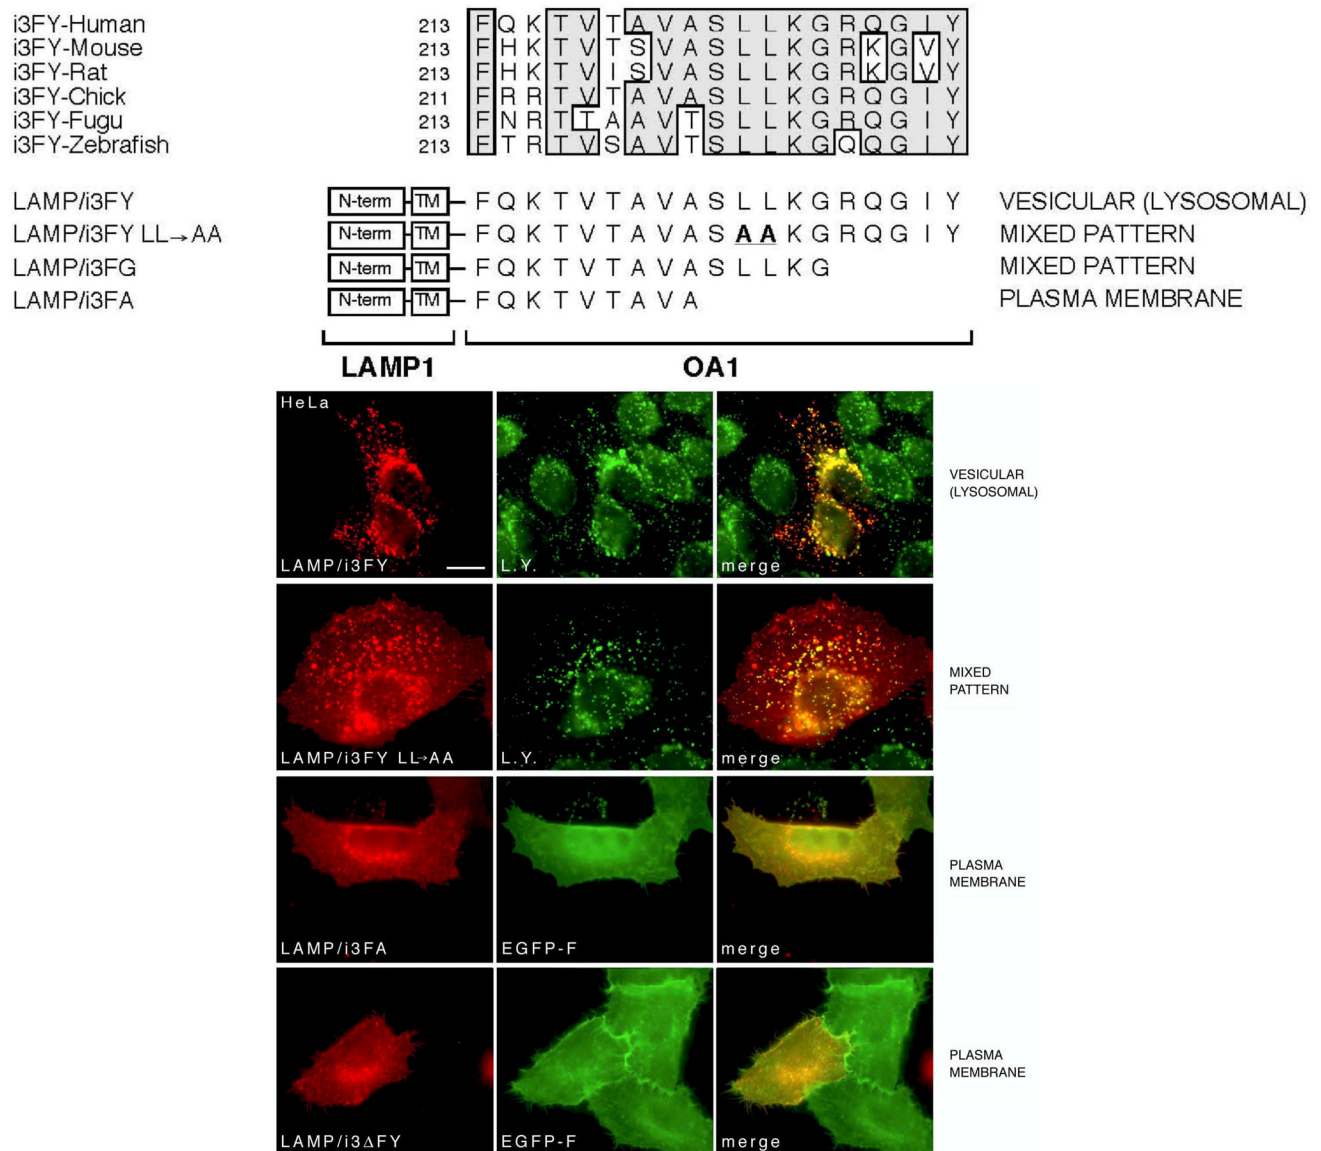 i3FY-Human 213 F Q K T V T A V A S L L K G R Q G I Y
i3FY-Mouse 213 F H K T V T S V A S L L K G R K G V Y
i3FY-Rat 213 F H K T V I S V A S L L K G R K G V Y
i3FY-Chick 211 F R R T V T A V A S L L K G R Q G I Y
i3FY-Fugu 213 F N R T T A A V T S L L K G R Q G I Y
i3FY-Zebrafish 213 F T R T V S A V T S L L K G Q Q G I Y
LAMP/i3FY N-term TM F Q K T V T A V A S L L K G R Q G I Y VESICULAR (LYSOSOMAL)
LAMP/i3FY LL→AA N-term TM F Q K T V T A V A S A A K G R Q G I Y MIXED PATTERN
LAMP/i3FG N-term TM F Q K T V T A V A S L L K G MIXED PATTERN
LAMP/i3FA N-term TM F Q K T V T A V A PLASMA MEMBRANE
LAMP1 OA1
HeLa
VESICULAR
(LYSOSOMAL)
LAMP/i3FY L.Y. merge
MIXED
PATTERN
LAMP/i3FY LL→AA L.Y. merge
PLASMA
MEMBRANE
LAMP/i3FA EGFP-F merge
PLASMA
MEMBRANE
LAMP/i3ΔFY EGFP-F merge